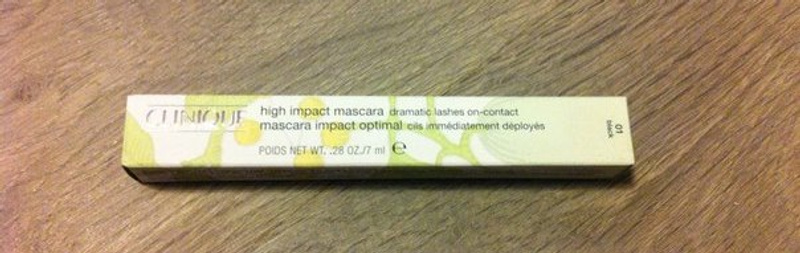 CLINIQUE
high impact mascara dramatic lashes on-contact
mascara impact optimal cils immédiatement déployés
POIDS NET WT. .28 OZ./7 ml ℮
01
black